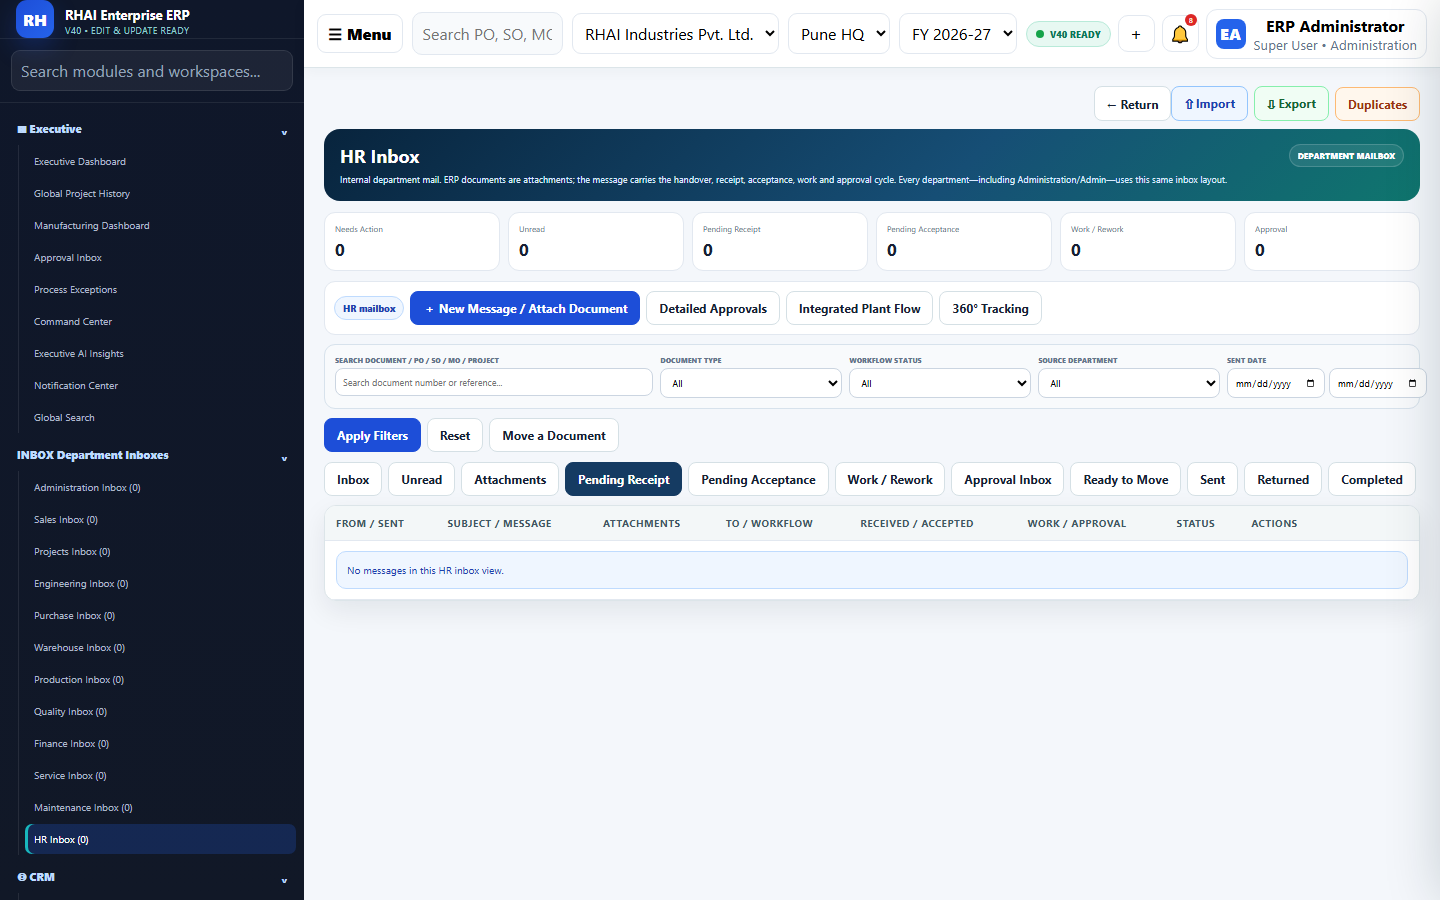 RH
RHAI Enterprise ERP
V40 • EDIT & UPDATE READY
Search modules and workspaces...
Executive
Executive Dashboard
Global Project History
Manufacturing Dashboard
Approval Inbox
Process Exceptions
Command Center
Executive AI Insights
Notification Center
Global Search
INBOX Department Inboxes
Administration Inbox (0)
Sales Inbox (0)
Projects Inbox (0)
Engineering Inbox (0)
Purchase Inbox (0)
Warehouse Inbox (0)
Production Inbox (0)
Quality Inbox (0)
Finance Inbox (0)
Service Inbox (0)
Maintenance Inbox (0)
HR Inbox (0)
CRM
☰ Menu
Search PO, SO, MO
RHAI Industries Pvt. Ltd.
Pune HQ
FY 2026-27
V40 READY
+
8
EA
ERP Administrator
Super User • Administration
← Return
⇧ Import
⇩ Export
Duplicates
HR Inbox
DEPARTMENT MAILBOX
Internal department mail. ERP documents are attachments; the message carries the handover, receipt, acceptance, work and approval cycle. Every department—including Administration/Admin—uses this same inbox layout.
Needs Action
0
Unread
0
Pending Receipt
0
Pending Acceptance
0
Work / Rework
0
Approval
0
HR mailbox
+ New Message / Attach Document
Detailed Approvals
Integrated Plant Flow
360° Tracking
SEARCH DOCUMENT / PO / SO / MO / PROJECT
Search document number or reference...
DOCUMENT TYPE
All
WORKFLOW STATUS
All
SOURCE DEPARTMENT
All
SENT DATE
mm/dd/yyyy
mm/dd/yyyy
Apply Filters
Reset
Move a Document
Inbox
Unread
Attachments
Pending Receipt
Pending Acceptance
Work / Rework
Approval Inbox
Ready to Move
Sent
Returned
Completed
FROM / SENT
SUBJECT / MESSAGE
ATTACHMENTS
TO / WORKFLOW
RECEIVED / ACCEPTED
WORK / APPROVAL
STATUS
ACTIONS
No messages in this HR inbox view.